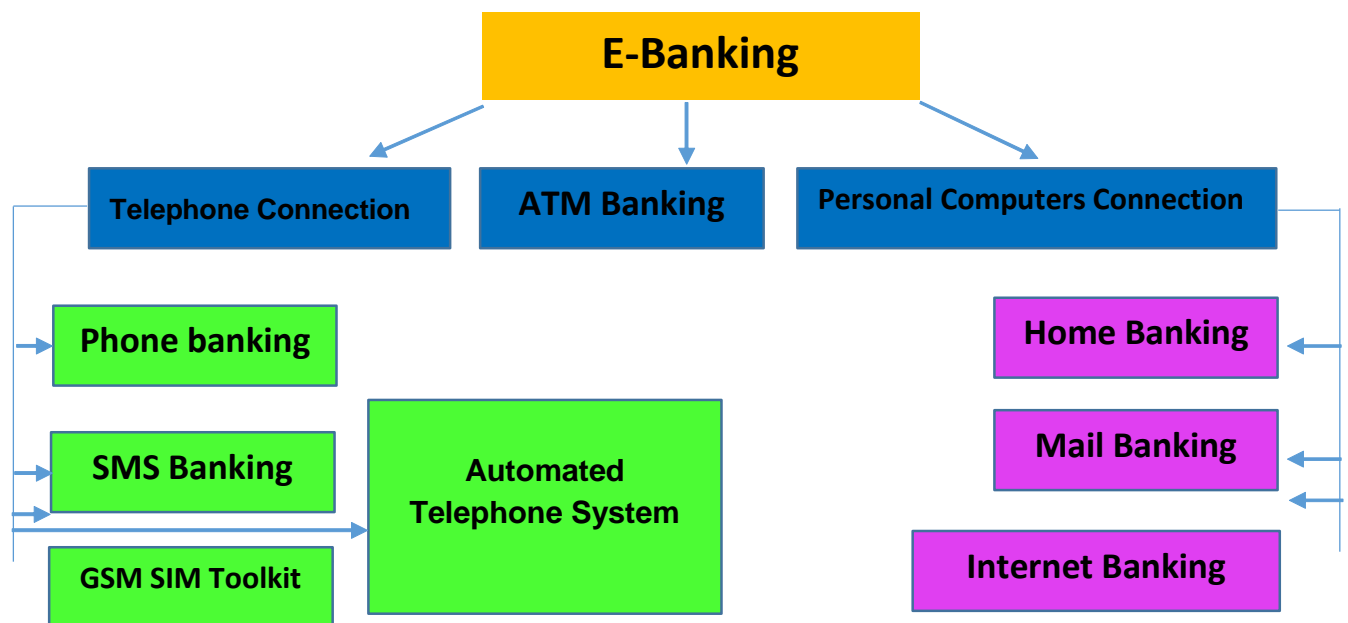 E-Banking
Telephone Connection
ATM Banking
Personal Computers Connection
Phone banking
Home Banking
SMS Banking
Automated
Telephone System
Mail Banking
GSM SIM Toolkit
Internet Banking